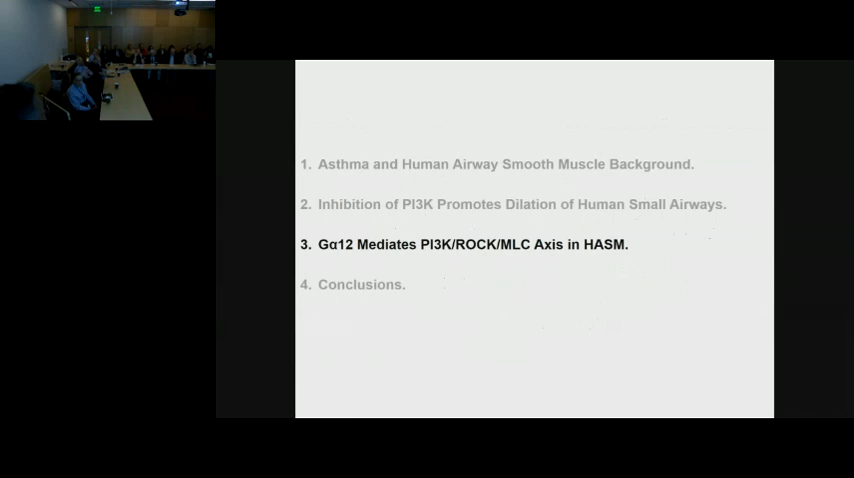 1. Asthma and Human Airway Smooth Muscle Background.
2. Inhibition of PI3K Promotes Dilation of Human Small Airways.
3. Gα12 Mediates PI3K/ROCK/MLC Axis in HASM.
4. Conclusions.